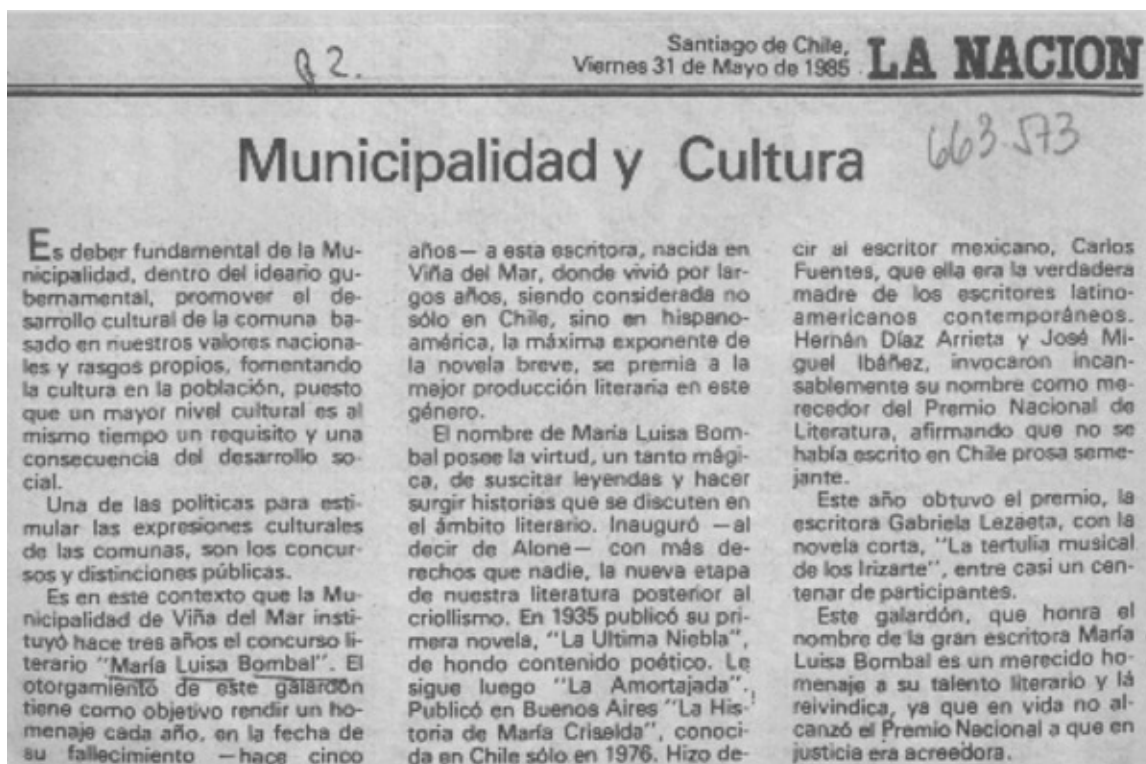 Q 2.
Santiago de Chile,
Viernes 31 de Mayo de 1985
LA NACION
663.573
Municipalidad y Cultura
Es deber fundamental de la Mu-
nicipalidad, dentro del ideario gu-
bernamental, promover el de-
sarrollo cultural de la comuna ba-
sado en nuestros valores naciona-
les y rasgos propios, fomentando
la cultura en la población, puesto
que un mayor nivel cultural es al
mismo tiempo un requisito y una
consecuencia del desarrollo so-
cial.
Una de las políticas para esti-
mular las expresiones culturales
de las comunas, son los concur-
sos y distinciones públicas.
Es en este contexto que la Mu-
nicipalidad de Viña del Mar insti-
tuyó hace tres años el concurso li-
terario "María Luisa Bombal". El
otorgamiento de este galardón
tiene como objetivo rendir un ho-
menaje cada año, en la fecha de
su fallecimiento —hace cinco
años— a esta escritora, nacida en
Viña del Mar, donde vivió por lar-
gos años, siendo considerada no
sólo en Chile, sino en hispano-
américa, la máxima exponente de
la novela breve, se premia a la
mejor producción literaria en este
género.
El nombre de María Luisa Bom-
bal posee la virtud, un tanto mági-
ca, de suscitar leyendas y hacer
surgir historias que se discuten en
el ámbito literario. Inauguró —al
decir de Alone— con más de-
rechos que nadie, la nueva etapa
de nuestra literatura posterior al
criollismo. En 1935 publicó su pri-
mera novela, "La Ultima Niebla",
de hondo contenido poético. Le
sigue luego "La Amortajada".
Publicó en Buenos Aires "La His-
toria de María Criselda", conoci-
da en Chile sólo en 1976. Hizo de-
cir al escritor mexicano, Carlos
Fuentes, que ella era la verdadera
madre de los escritores latino-
americanos contemporáneos.
Hernán Díaz Arrieta y José Mi-
guel Ibáñez, invocaron incan-
sablemente su nombre como me-
recedor del Premio Nacional de
Literatura, afirmando que no se
había escrito en Chile prosa seme-
jante.
Este año obtuvo el premio, la
escritora Gabriela Lezaeta, con la
novela corta, "La tertulia musical
de los Irizarte", entre casi un cen-
tenar de participantes.
Este galardón, que honra el
nombre de la gran escritora María
Luisa Bombal es un merecido ho-
menaje a su talento literario y lá
reivindica, ya que en vida no al-
canzó el Premio Nacional a que en
justicia era acreedora.